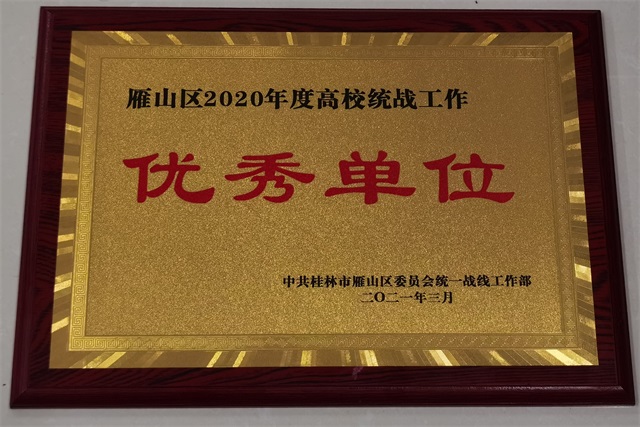 雁山区2020年度高校统战工作
优秀单位
中共桂林市雁山区委员会统一战线工作部
二〇二一年三月